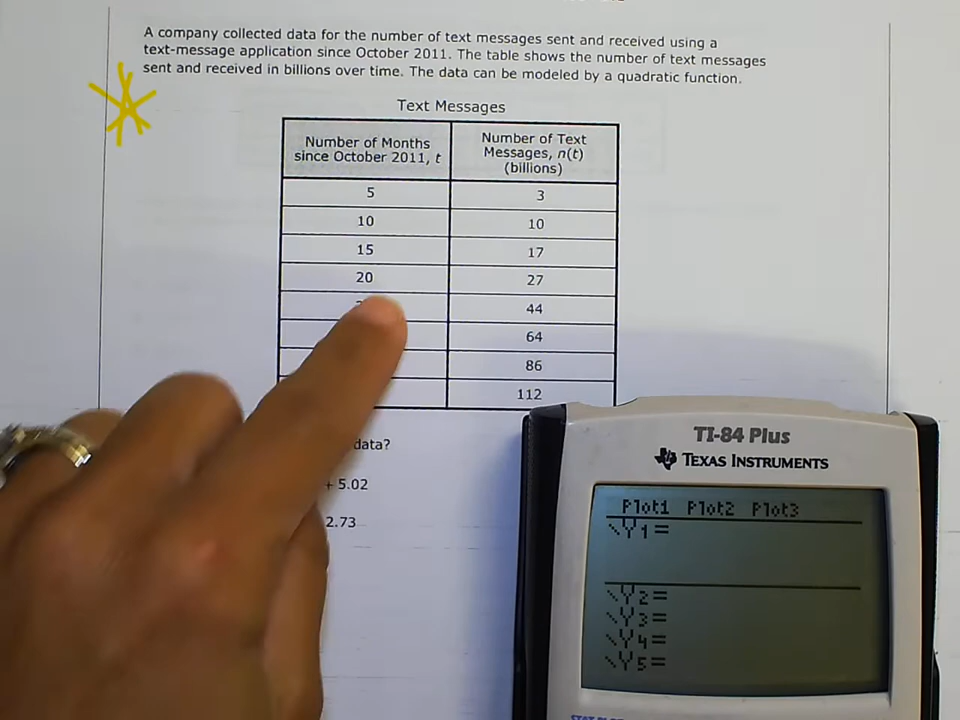 A company collected data for the number of text messages sent and received using a
text-message application since October 2011. The table shows the number of text messages
sent and received in billions over time. The data can be modeled by a quadratic function.
Text Messages
Number of Months
since October 2011, t
Number of Text
Messages, n(t)
(billions)
5 3
10 10
15 17
20 27
44
64
86
112
data?
+ 5.02
2.73
TI-84 Plus
TEXAS INSTRUMENTS
Plot1 Plot2 Plot3
\Y1=
\Y2=
\Y3=
\Y4=
\Y5=